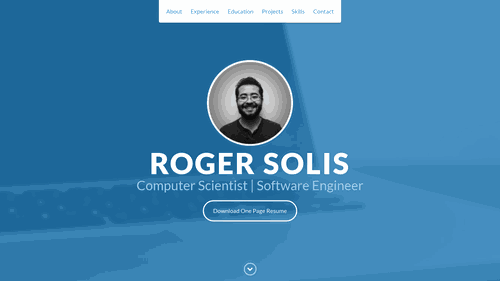 About Experience Education Projects Skills Contact
ROGER SOLIS
Computer Scientist | Software Engineer
Download One Page Resume